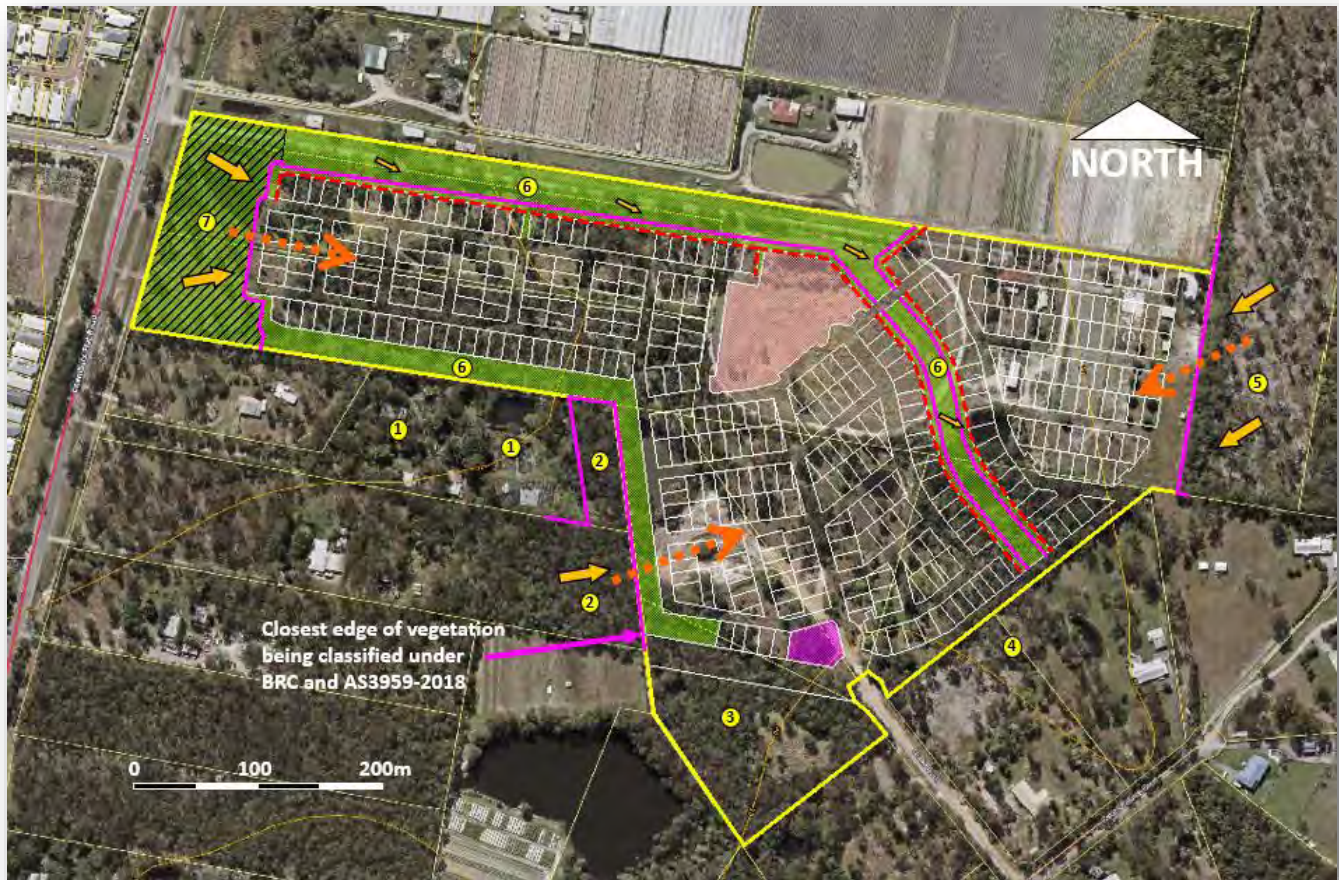 NORTH
6
7
5
6
6
1
1
2
2
4
3
Closest edge of vegetation
being classified under
BRC and AS3959-2018
0 100 200m